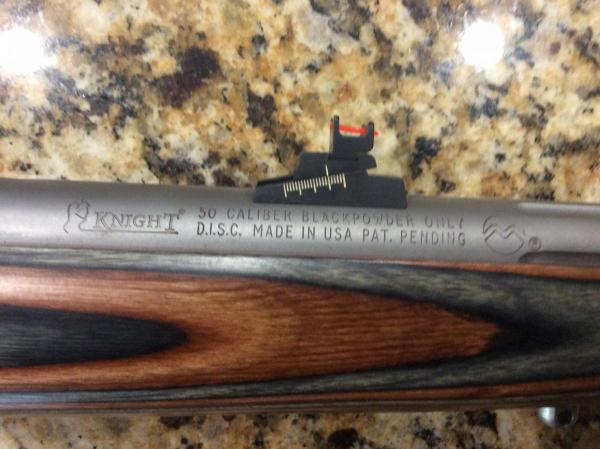 KNIGHT®
50 CALIBER BLACKPOWDER ONLY
D.I.S.C. MADE IN USA PAT. PENDING
®